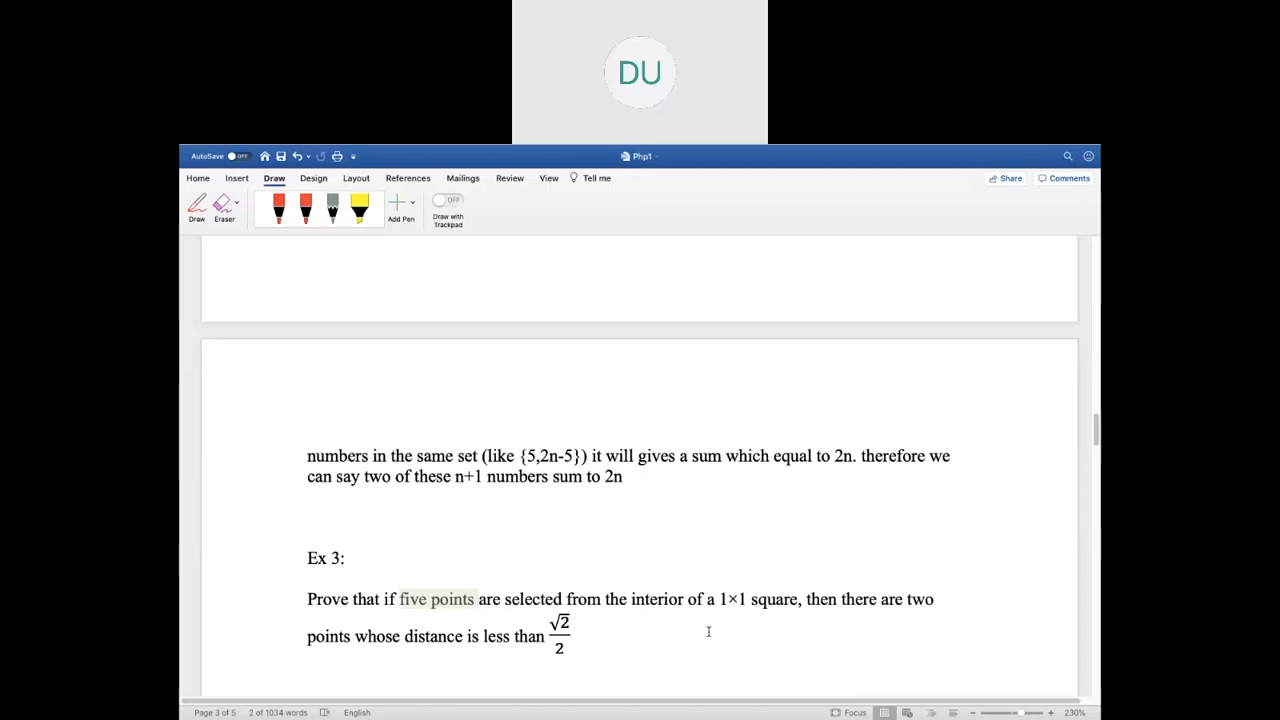 DU
AutoSave OFF Php1
Home Insert Draw Design Layout References Mailings Review View Tell me Share Comments
Draw Eraser Add Pen OFF Draw with Trackpad
numbers in the same set (like {5,2n-5}) it will gives a sum which equal to 2n. therefore we
can say two of these n+1 numbers sum to 2n
Ex 3:
Prove that if five points are selected from the interior of a 1×1 square, then there are two
points whose distance is less than √2/2
Page 3 of 5 2 of 1034 words English Focus 230%